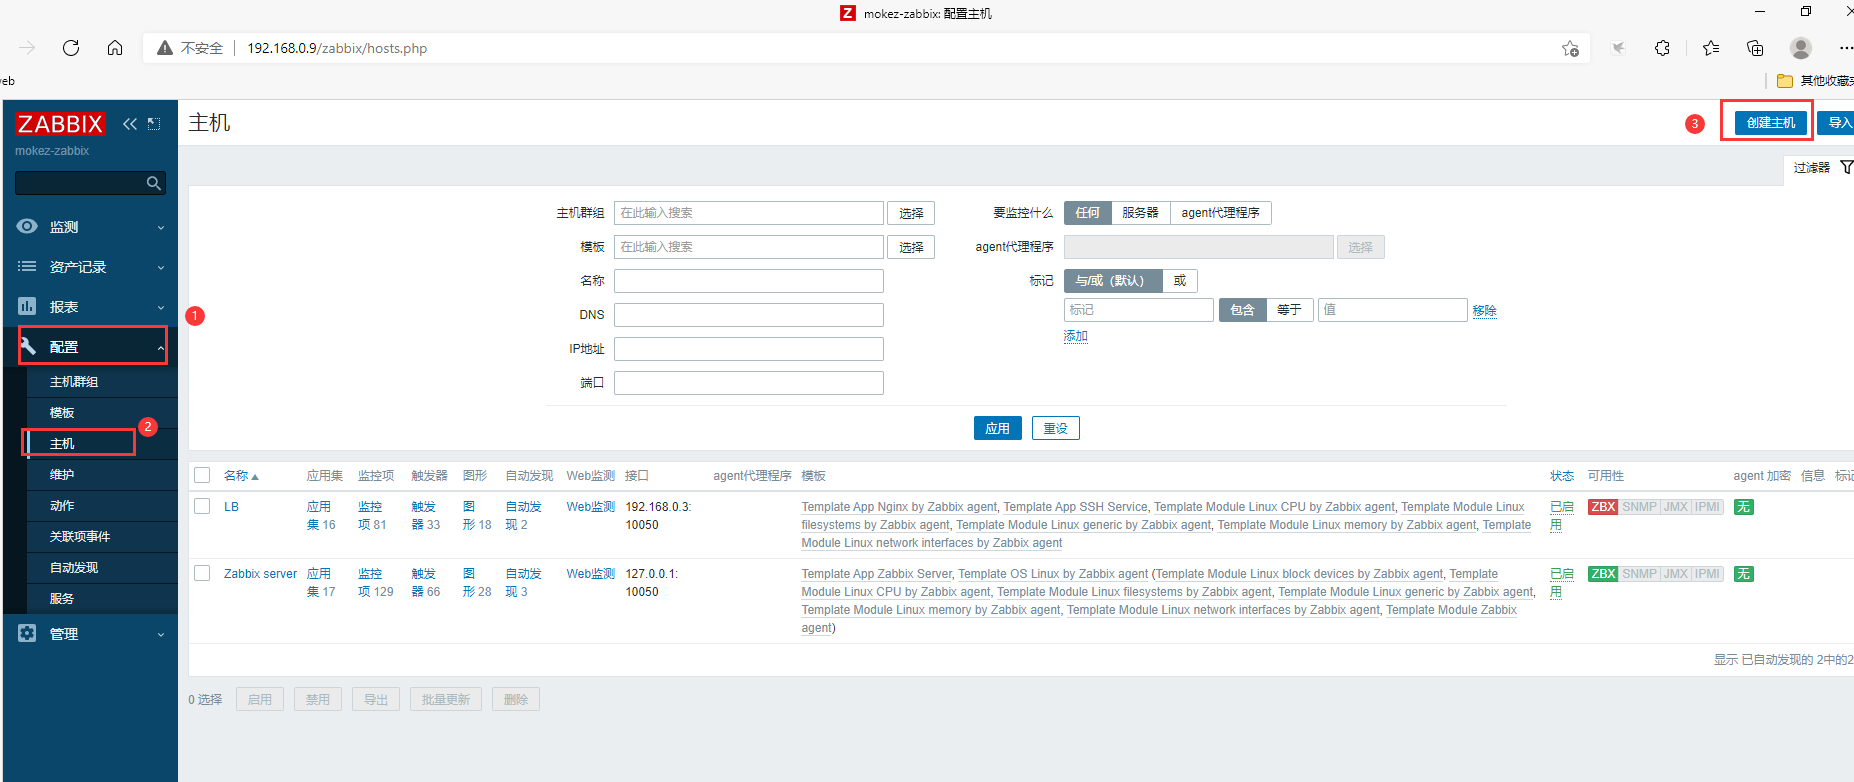 Z mokez-zabbix: 配置主机
不安全 192.168.0.9/zabbix/hosts.php
其他收藏
ZABBIX
mokez-zabbix
监测
资产记录
报表
配置
主机群组
模板
主机
维护
动作
关联项事件
自动发现
服务
管理
1
2
主机
3
创建主机 导入
过滤器
主机群组 在此输入搜索 选择 要监控什么 任何 服务器 agent代理程序
模板 在此输入搜索 选择 agent代理程序 选择
名称 标记 与/或（默认） 或
标记 包含 等于 值 移除
DNS
添加
IP地址
端口
应用 重设
名称 应用集 监控项 触发器 图形 自动发现 Web监测 接口 agent代理程序 模板 状态 可用性 agent 加密 信息 标记
LB 应用 监控 触发 图 自动发 Web监测 192.168.0.3: Template App Nginx by Zabbix agent, Template App SSH Service, Template Module Linux CPU by Zabbix agent, Template Module Linux 已启 ZBX SNMP JMX IPMI 无
集 16 项 81 器 33 形 18 现 2 10050 filesystems by Zabbix agent, Template Module Linux generic by Zabbix agent, Template Module Linux memory by Zabbix agent, Template 用
Module Linux network interfaces by Zabbix agent
Zabbix server 应用 监控 触发 图 自动发 Web监测 127.0.0.1: Template App Zabbix Server, Template OS Linux by Zabbix agent (Template Module Linux block devices by Zabbix agent, Template 已启 ZBX SNMP JMX IPMI 无
集 17 项 129 器 66 形 28 现 3 10050 Module Linux CPU by Zabbix agent, Template Module Linux filesystems by Zabbix agent, Template Module Linux generic by Zabbix agent, 用
Template Module Linux memory by Zabbix agent, Template Module Linux network interfaces by Zabbix agent, Template Module Zabbix
agent)
显示 已自动发现的 2中的2
0 选择 启用 禁用 导出 批量更新 删除